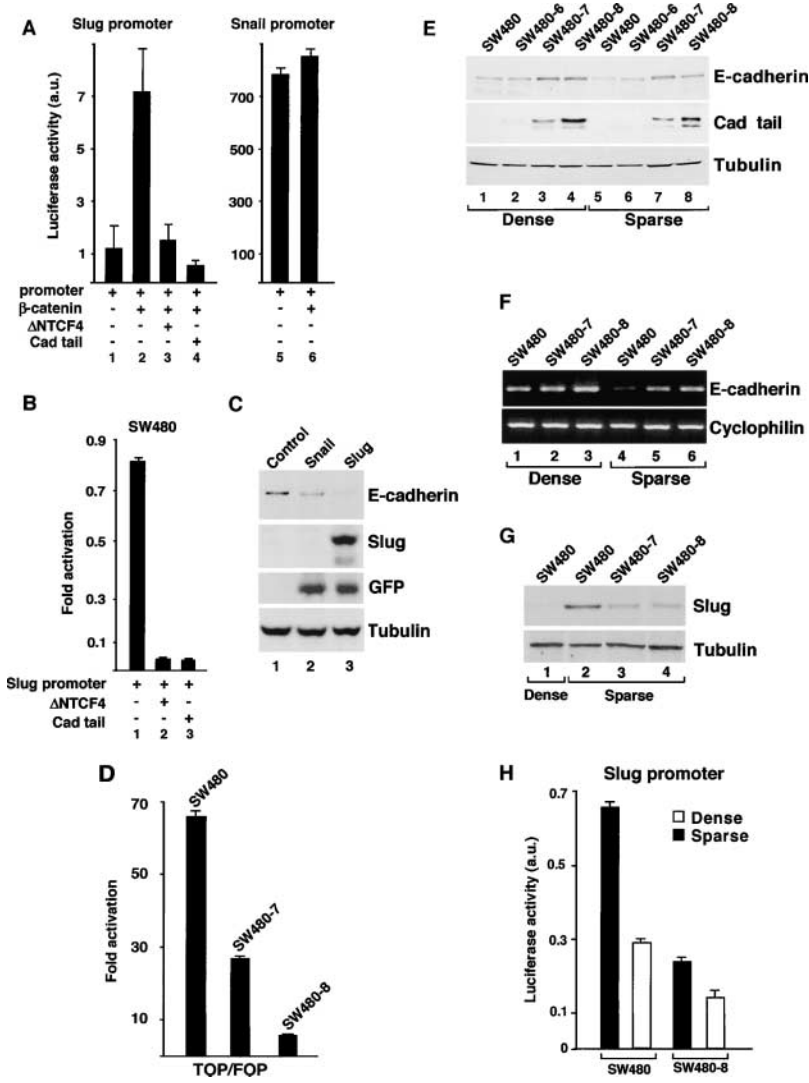 A
Slug promoter
Snail promoter
Luciferase activity (a.u.)
7
5
3
1
900
700
500
300
100
promoter + + + + + +
β-catenin - + + + - +
ΔNTCF4 - - + - - -
Cad tail - - - + - -
1 2 3 4 5 6
B
SW480
Fold activation
0.9
0.7
0.5
0.3
0.1
Slug promoter + + +
ΔNTCF4 - + -
Cad tail - - +
1 2 3
C
Control Snail Slug
E-cadherin
Slug
GFP
Tubulin
1 2 3
D
Fold activation
70
50
30
10
SW480
SW480-7
SW480-8
TOP/FOP
E
SW480 SW480-6 SW480-7 SW480-8 SW480 SW480-6 SW480-7 SW480-8
E-cadherin
Cad tail
Tubulin
1 2 3 4 5 6 7 8
Dense Sparse
F
SW480 SW480-7 SW480-8 SW480 SW480-7 SW480-8
E-cadherin
Cyclophilin
1 2 3 4 5 6
Dense Sparse
G
SW480 SW480 SW480-7 SW480-8
Slug
Tubulin
1 2 3 4
Dense Sparse
H
Slug promoter
Luciferase activity (a.u.)
0.7
0.5
0.3
0.1
0
Dense
Sparse
SW480 SW480-8